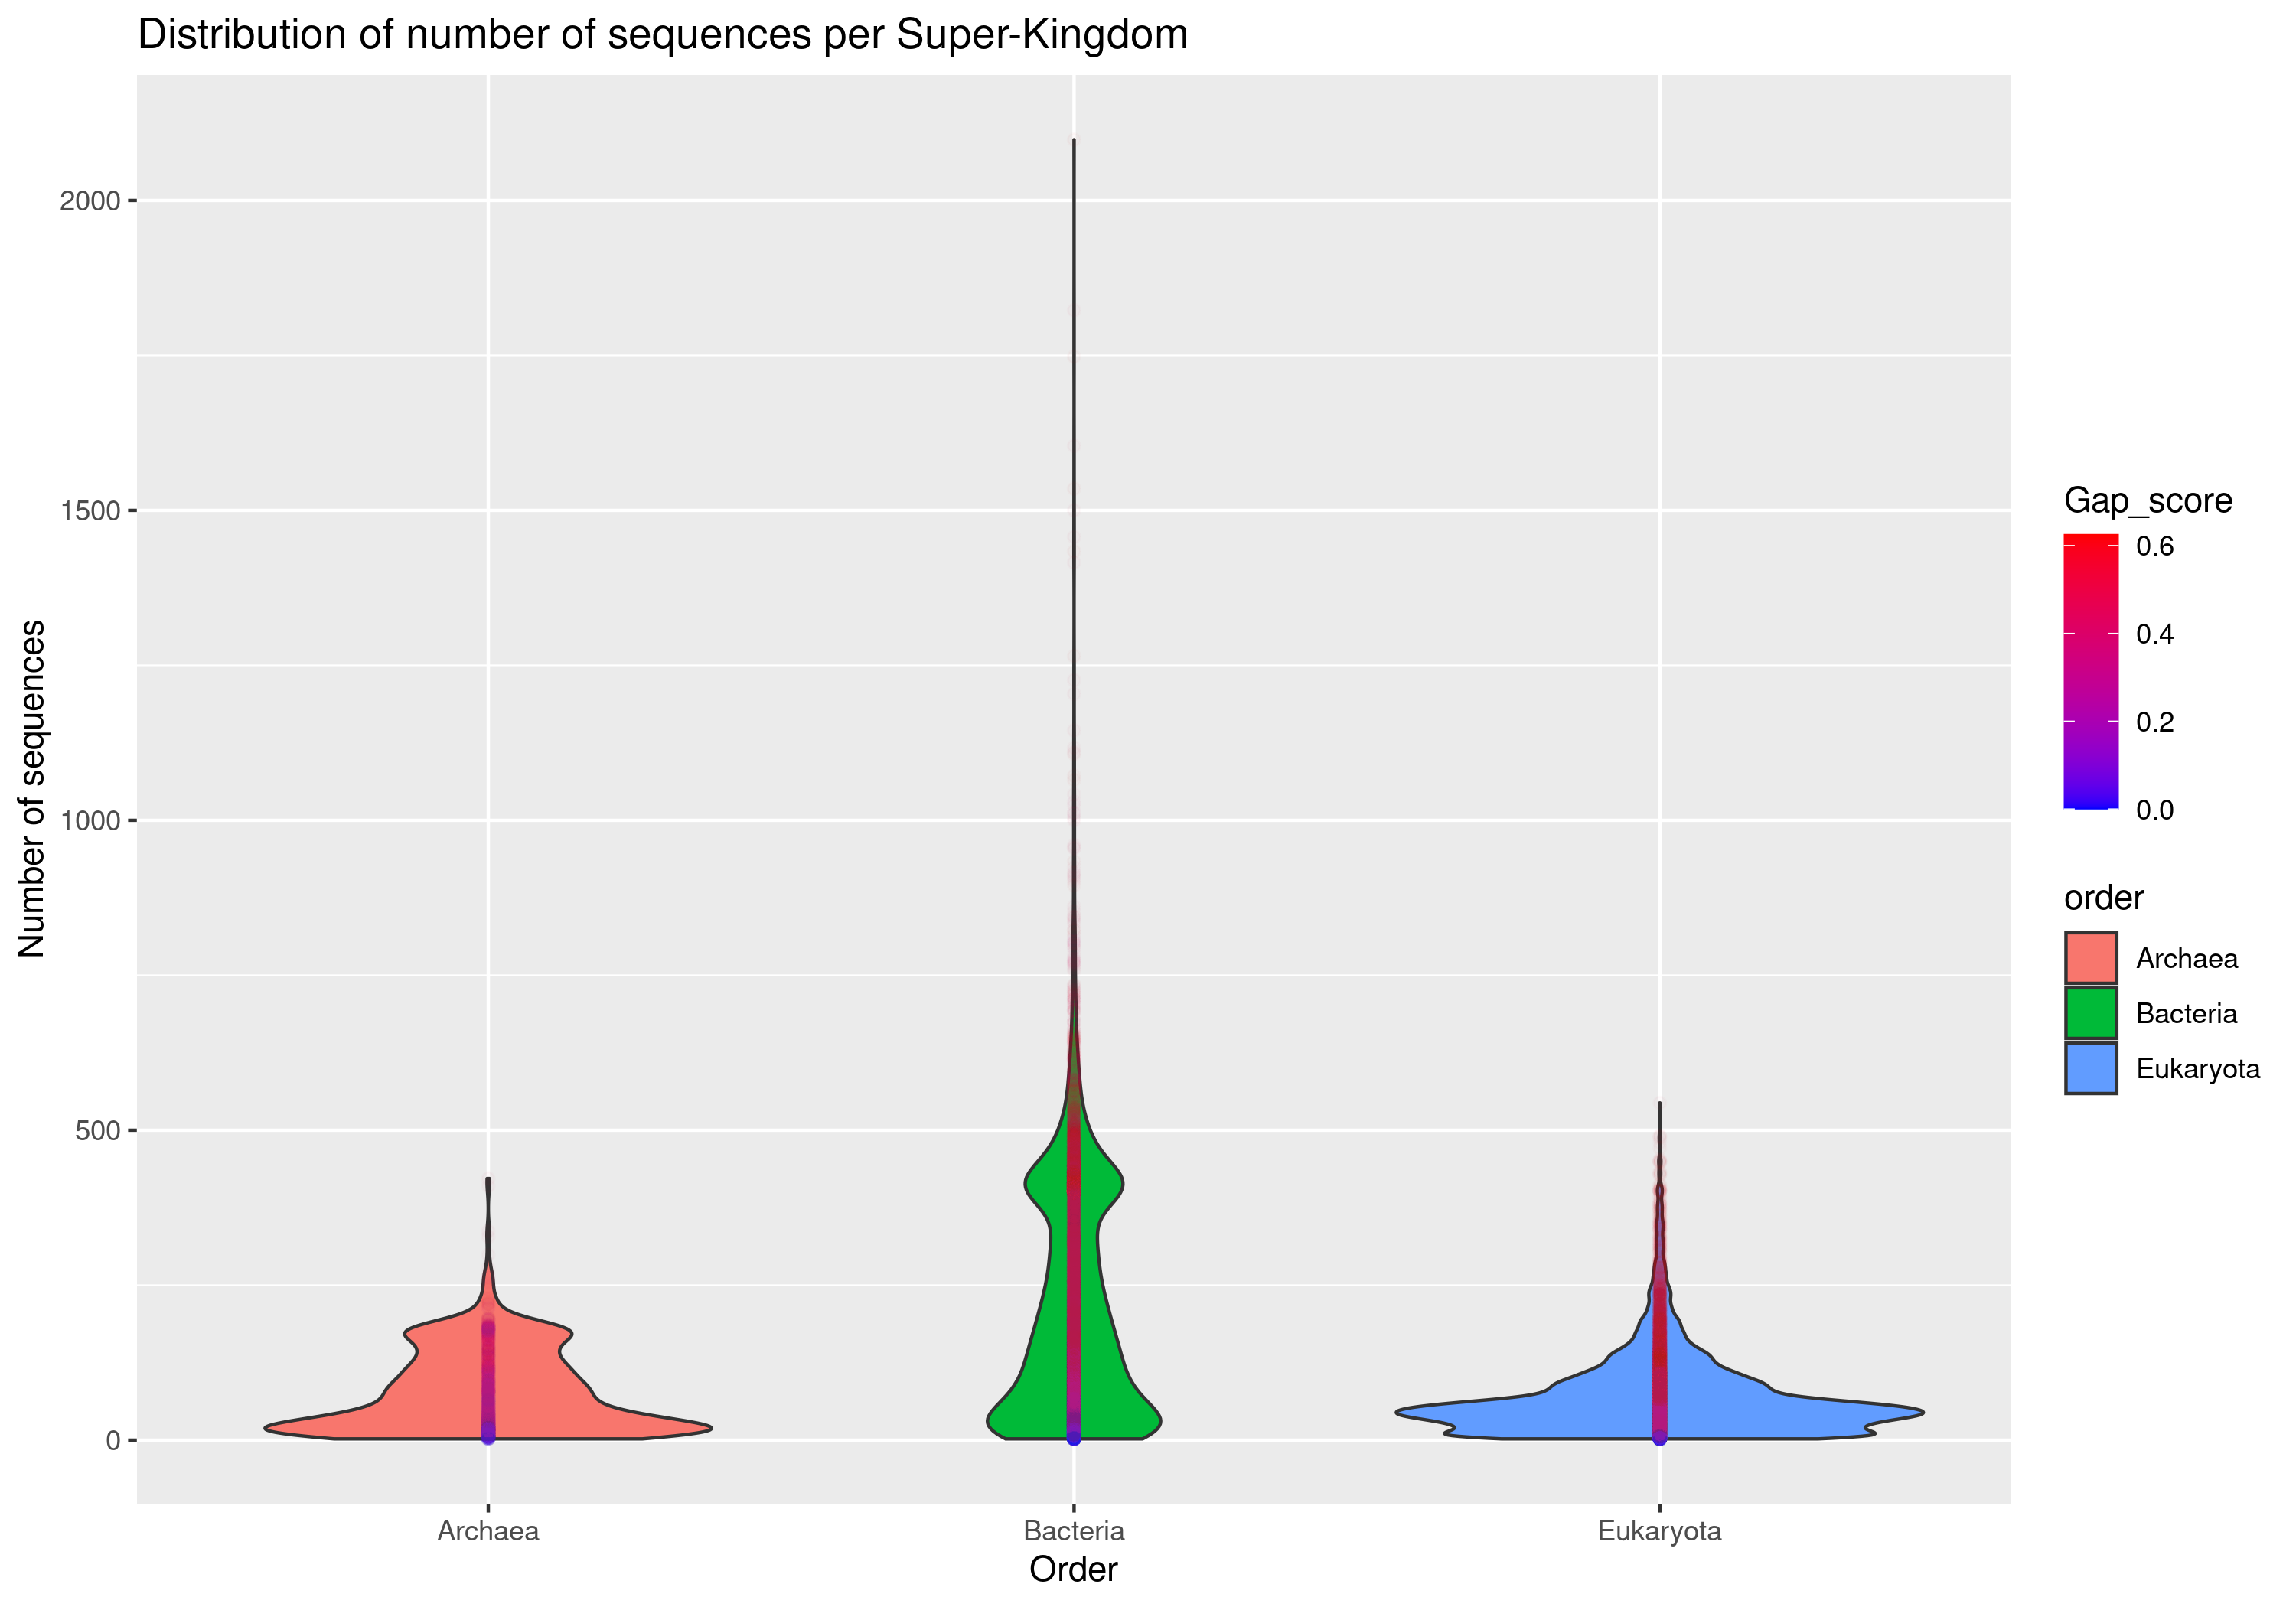 Distribution of number of sequences per Super-Kingdom
Number of sequences
2000
1500
1000
500
0
Archaea
Bacteria
Eukaryota
Order
Gap_score
0.6
0.4
0.2
0.0
order
Archaea
Bacteria
Eukaryota